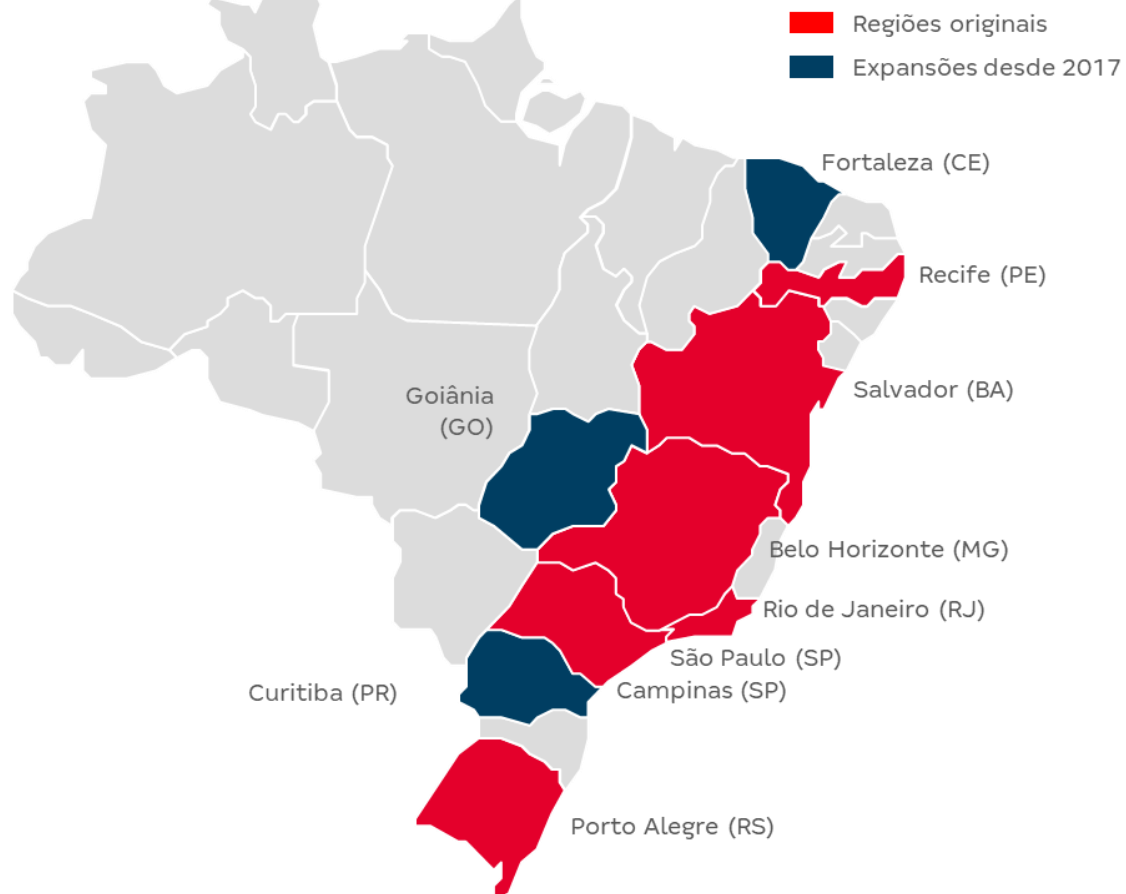 Regiões originais
Expansões desde 2017
Fortaleza (CE)
Recife (PE)
Salvador (BA)
Goiânia
(GO)
Belo Horizonte (MG)
Rio de Janeiro (RJ)
São Paulo (SP)
Campinas (SP)
Curitiba (PR)
Porto Alegre (RS)